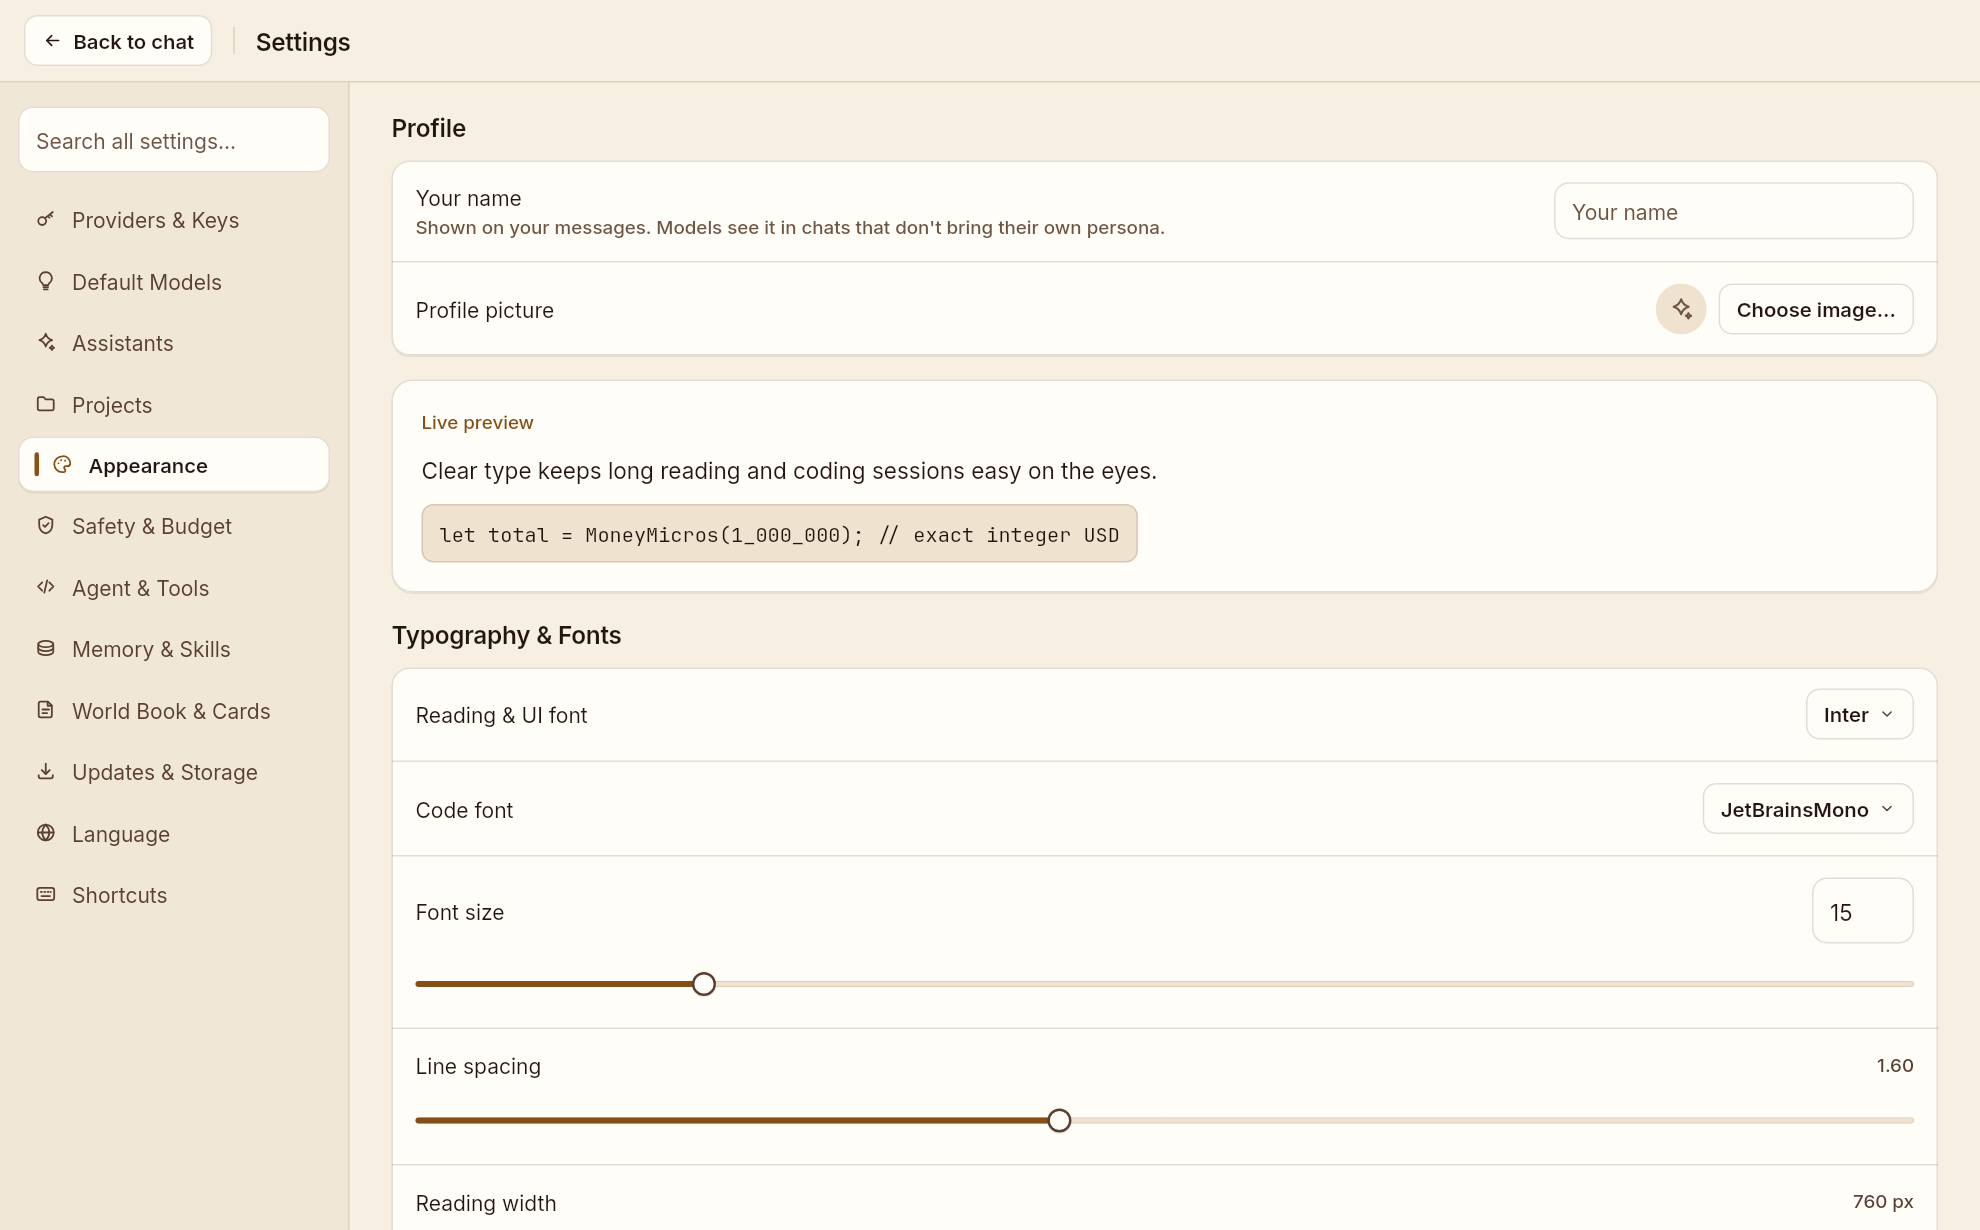 Back to chat
Settings
Search all settings...
Providers & Keys
Default Models
Assistants
Projects
Appearance
Safety & Budget
Agent & Tools
Memory & Skills
World Book & Cards
Updates & Storage
Language
Shortcuts
Profile
Your name
Shown on your messages. Models see it in chats that don't bring their own persona.
Your name
Profile picture
Choose image...
Live preview
Clear type keeps long reading and coding sessions easy on the eyes.
let total = MoneyMicros(1_000_000); // exact integer USD
Typography & Fonts
Reading & UI font
Inter
Code font
JetBrainsMono
Font size
15
Line spacing
1.60
Reading width
760 px